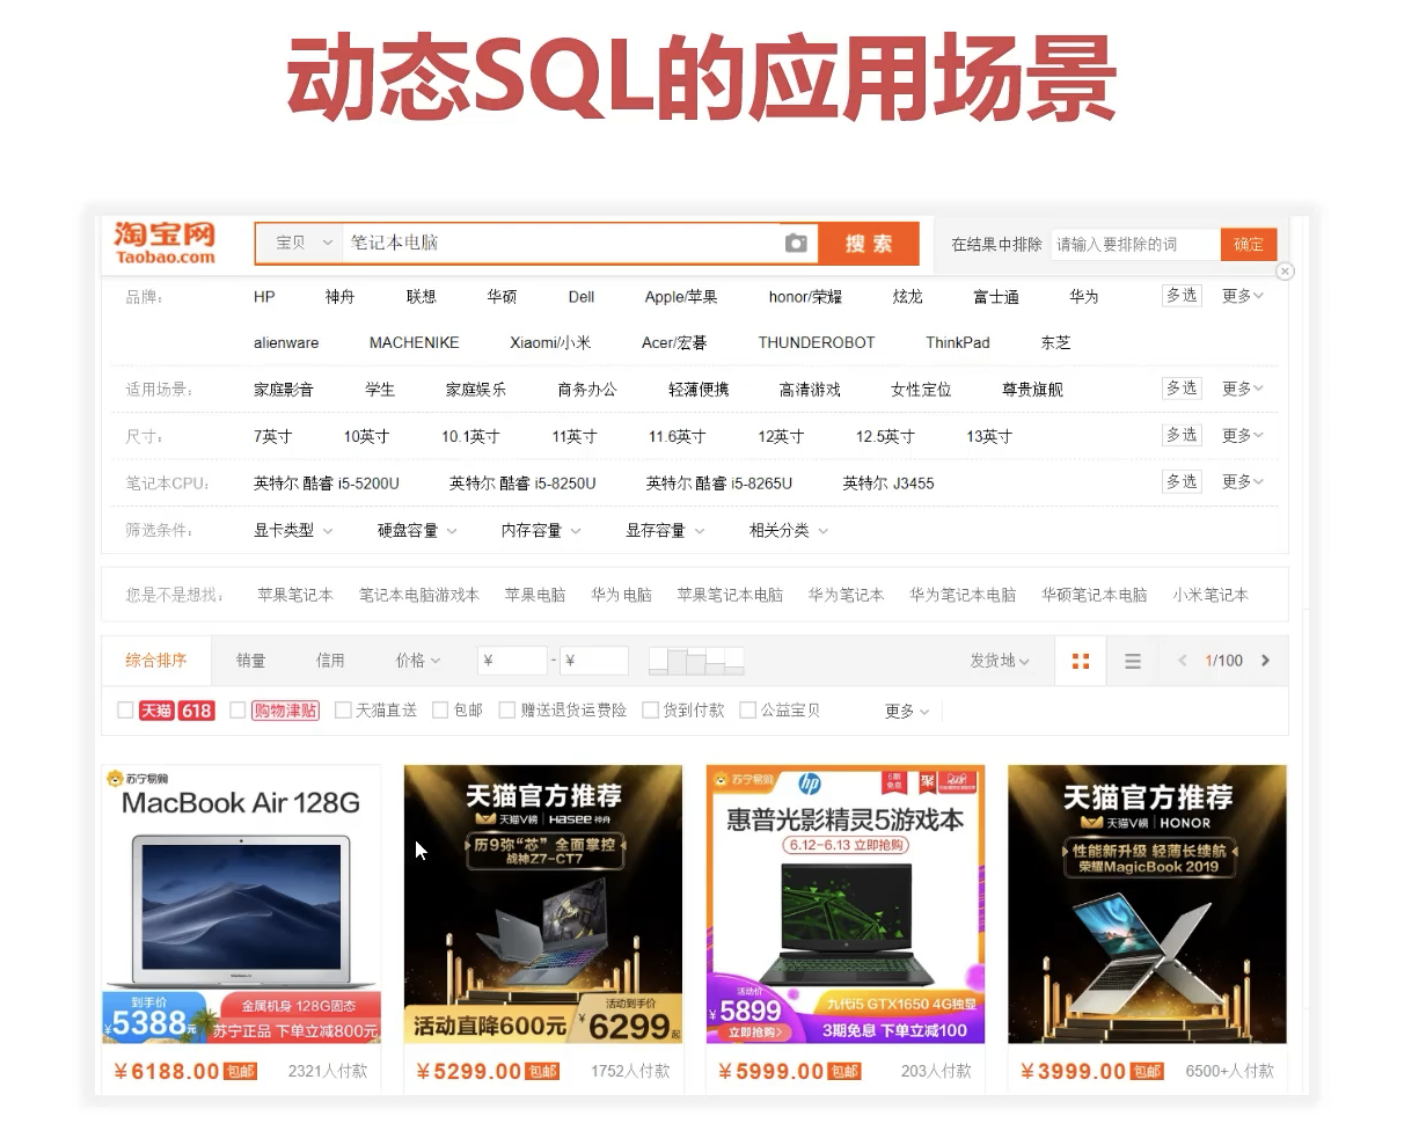 动态SQL的应用场景
淘宝网
Taobao.com
宝贝 笔记本电脑 搜索 在结果中排除 请输入要排除的词 确定
品牌: HP 神舟 联想 华硕 Dell Apple/苹果 honor/荣耀 炫龙 富士通 华为 多选 更多
alienware MACHENIKE Xiaomi/小米 Acer/宏碁 THUNDEROBOT ThinkPad 东芝
适用场景: 家庭影音 学生 家庭娱乐 商务办公 轻薄便携 高清游戏 女性定位 尊贵旗舰 多选 更多
尺寸: 7英寸 10英寸 10.1英寸 11英寸 11.6英寸 12英寸 12.5英寸 13英寸 多选 更多
笔记本CPU: 英特尔 酷睿 i5-5200U 英特尔 酷睿 i5-8250U 英特尔 酷睿 i5-8265U 英特尔 J3455 多选 更多
筛选条件: 显卡类型 硬盘容量 内存容量 显存容量 相关分类
您是不是想找: 苹果笔记本 笔记本电脑游戏本 苹果电脑 华为电脑 苹果笔记本电脑 华为笔记本 华为笔记本电脑 华硕笔记本电脑 小米笔记本
综合排序 销量 信用 价格 ¥ - ¥ 发货地 < 1/100 >
天猫 618 购物津贴 天猫直送 包邮 赠送退货运费险 货到付款 公益宝贝 更多
苏宁易购
MacBook Air 128G
到手价
¥5388元
金属机身 128G固态
苏宁正品 下单立减800元
¥6188.00 包邮 2321人付款
天猫官方推荐
天猫V榜 | Hasee 神舟
历9弥“芯” 全面掌控
战神Z7-CT7
活动直降600元
活动到手价
¥6299起
¥5299.00 包邮 1752人付款
苏宁易购 hp 6期免息 聚
惠普光影精灵5游戏本
6.12-6.13 立即抢购
活动价
¥5899
立即抢购>
九代i5 GTX1650 4G独显
3期免息 下单立减100
¥5999.00 包邮 203人付款
天猫官方推荐
天猫V榜 | HONOR
性能新升级 轻薄长续航
荣耀MagicBook 2019
¥3999.00 包邮 6500+人付款